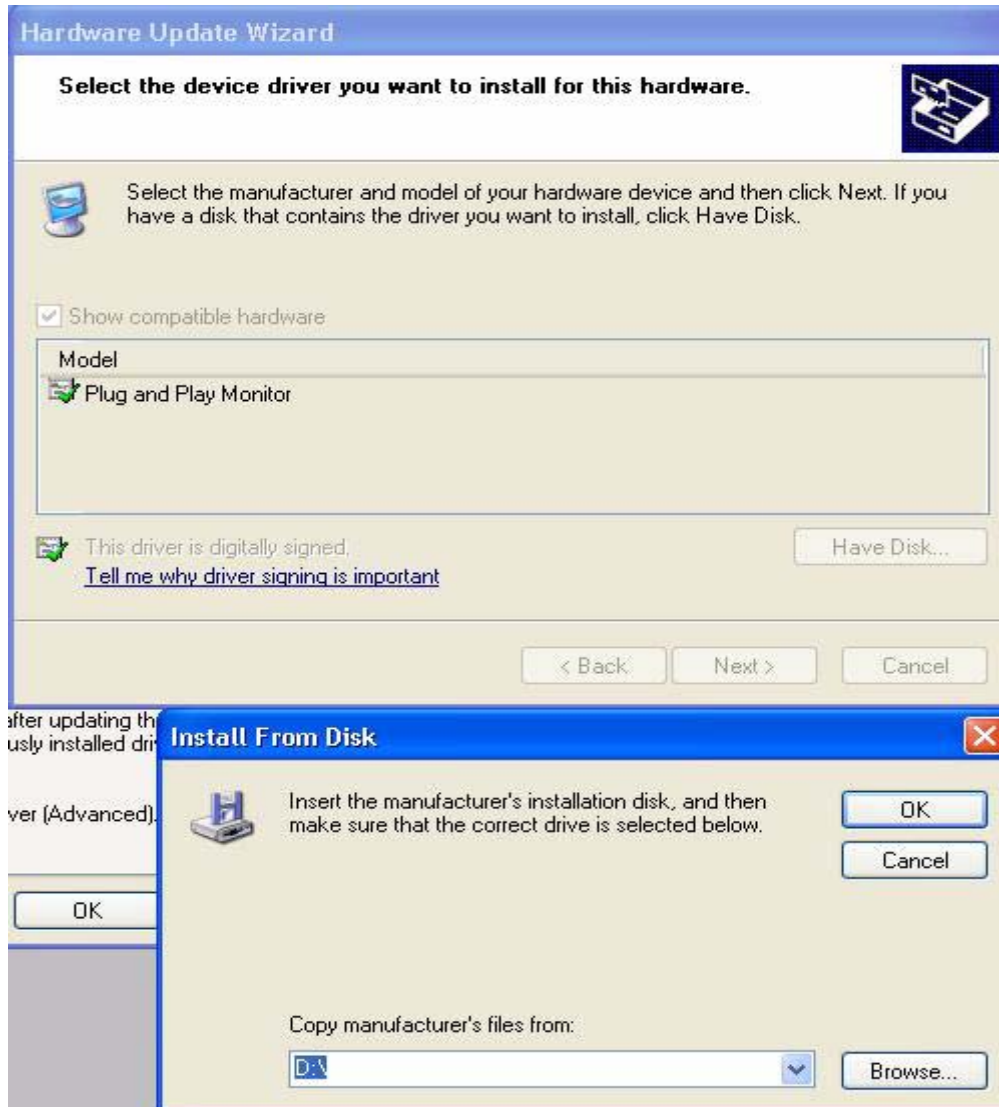 Hardware Update Wizard
Select the device driver you want to install for this hardware.
Select the manufacturer and model of your hardware device and then click Next. If you
have a disk that contains the driver you want to install, click Have Disk.
Show compatible hardware
Model
Plug and Play Monitor
This driver is digitally signed.
Have Disk...
Tell me why driver signing is important
< Back
Next >
Cancel
after updating th
usly installed dri
ver (Advanced).
OK
Install From Disk
Insert the manufacturer's installation disk, and then
make sure that the correct drive is selected below.
OK
Cancel
Copy manufacturer's files from:
D:\
Browse...